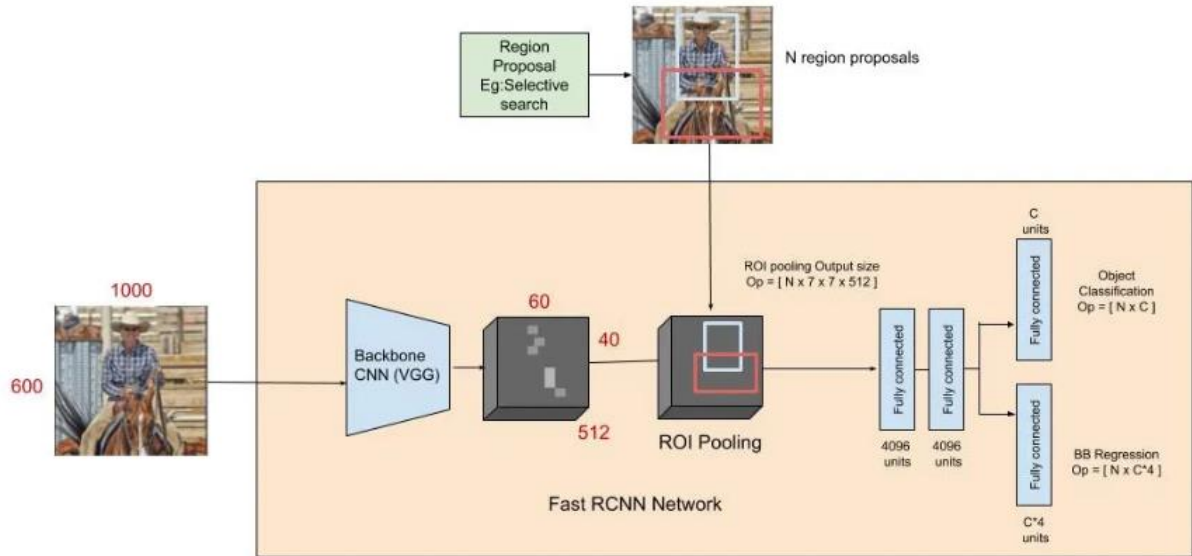 Region
Proposal
Eg:Selective
search
N region proposals
C
units
ROI pooling Output size
Op = [ N x 7 x 7 x 512 ]
1000
60
40
600
Backbone
CNN (VGG)
512
ROI Pooling
Fully connected
Fully connected
4096
units
4096
units
Fully connected
Object
Classification
Op = [ N x C ]
Fully connected
BB Regression
Op = [ N x C*4 ]
C*4
units
Fast RCNN Network